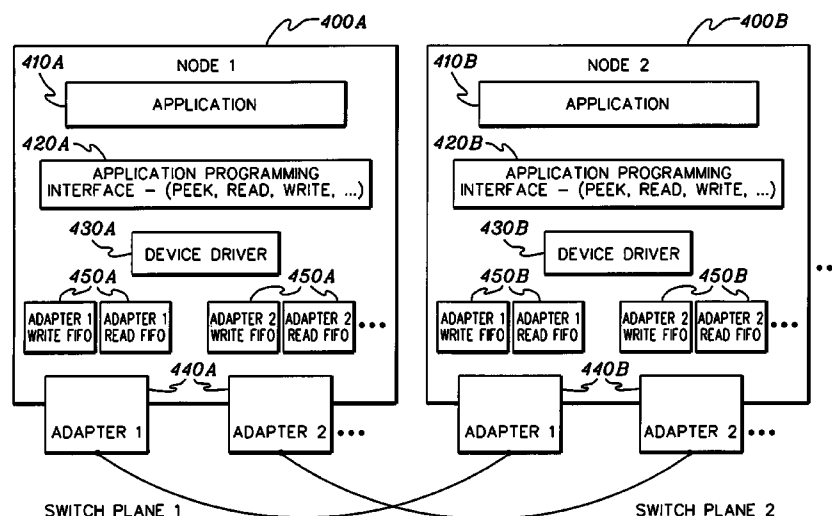 400A
400B
410A
NODE 1
APPLICATION
410B
NODE 2
APPLICATION
420A
APPLICATION PROGRAMMING
INTERFACE - (PEEK, READ, WRITE, ...)
420B
APPLICATION PROGRAMMING
INTERFACE - (PEEK, READ, WRITE, ...)
430A
DEVICE DRIVER
430B
DEVICE DRIVER
450A
450A
450B
450B
ADAPTER 1
WRITE FIFO
ADAPTER 1
READ FIFO
ADAPTER 2
WRITE FIFO
ADAPTER 2
READ FIFO
ADAPTER 1
WRITE FIFO
ADAPTER 1
READ FIFO
ADAPTER 2
WRITE FIFO
ADAPTER 2
READ FIFO
440A
440B
ADAPTER 1
ADAPTER 2
ADAPTER 1
ADAPTER 2
SWITCH PLANE 1
SWITCH PLANE 2